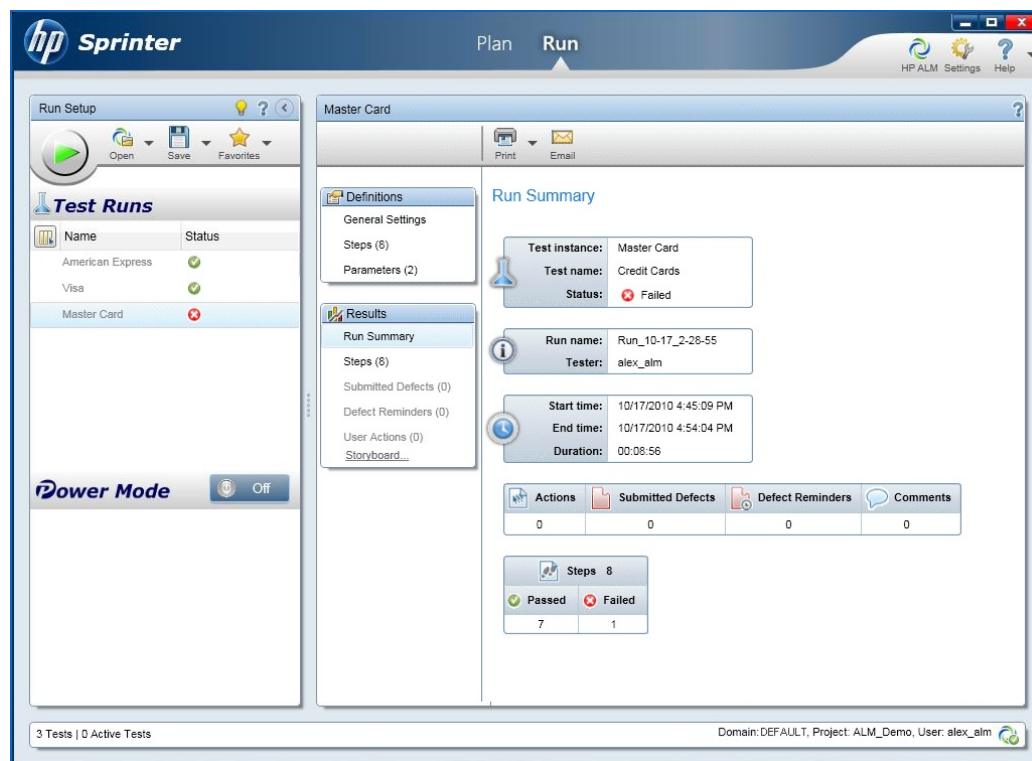 hp Sprinter
Plan Run
HP ALM Settings Help
Run Setup
?
Open Save Favorites
Test Runs
Name Status
American Express
Visa
Master Card
Power Mode Off
Master Card
?
Print Email
Definitions
General Settings
Steps (8)
Parameters (2)
Results
Run Summary
Steps (8)
Submitted Defects (0)
Defect Reminders (0)
User Actions (0)
Storyboard...
Run Summary
Test instance: Master Card
Test name: Credit Cards
Status: Failed
Run name: Run_10-17_2-28-55
Tester: alex_alm
Start time: 10/17/2010 4:45:09 PM
End time: 10/17/2010 4:54:04 PM
Duration: 00:08:56
Actions Submitted Defects Defect Reminders Comments
0 0 0 0
Steps 8
Passed Failed
7 1
3 Tests | 0 Active Tests
Domain: DEFAULT, Project: ALM_Demo, User: alex_alm